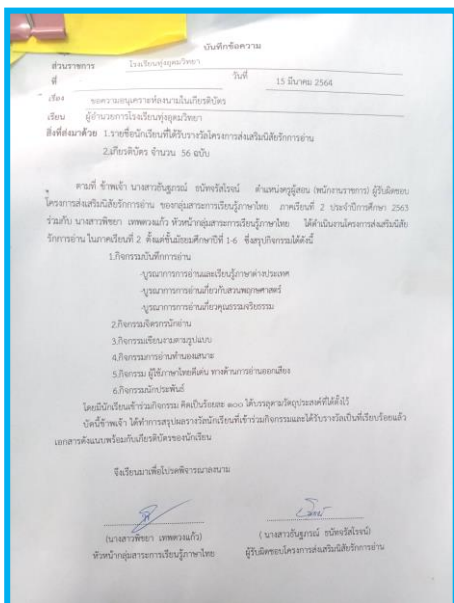 บันทึกข้อความ
ส่วนราชการ โรงเรียนทุ่งอุดมวิทยา
ที่ วันที่ 15 มีนาคม 2564
เรื่อง ขอความอนุเคราะห์ลงนามในเกียรติบัตร
เรียน ผู้อำนวยการโรงเรียนทุ่งอุดมวิทยา
สิ่งที่ส่งมาด้วย 1.รายชื่อนักเรียนที่ได้รับรางวัลโครงการส่งเสริมนิสัยรักการอ่าน
2.เกียรติบัตร จำนวน 56 ฉบับ
ตามที่ ข้าพเจ้า นางสาวธันฐภรณ์ ธนัทจรัสโรจน์ ตำแหน่งครูผู้สอน (พนักงานราชการ) ผู้รับผิดชอบ
โครงการส่งเสริมนิสัยรักการอ่าน ของกลุ่มสาระการเรียนรู้ภาษาไทย ภาคเรียนที่ 2 ประจำปีการศึกษา 2563
ร่วมกับ นางสาวพิชยา เทพดวงแก้ว หัวหน้ากลุ่มสาระการเรียนรู้ภาษาไทย ได้ดำเนินงานโครงการส่งเสริมนิสัย
รักการอ่าน ในภาคเรียนที่ 2 ตั้งแต่ชั้นมัธยมศึกษาปีที่ 1-6 ซึ่งสรุปกิจกรรมได้ดังนี้
1.กิจกรรมบันทึกการอ่าน
-บูรณาการการอ่านและเรียนรู้ภาษาต่างประเทศ
-บูรณาการการอ่านเกี่ยวกับสวนพฤกษศาสตร์
-บูรณาการการอ่านเกี่ยวคุณธรรมจริยธรรม
2.กิจกรรมจิตรกรนักอ่าน
3.กิจกรรมเขียนงามตามรูปแบบ
4.กิจกรรมการอ่านทำนองเสนาะ
5.กิจกรรม ผู้ใช้ภาษาไทยดีเด่น ทางด้านการอ่านออกเสียง
6.กิจกรรมนักประพันธ์
โดยมีนักเรียนเข้าร่วมกิจกรรม คิดเป็นร้อยละ ๑๐๐ ได้บรรลุตามวัตถุประสงค์ที่ได้ตั้งไว้
บัดนี้ข้าพเจ้า ได้ทำการสรุปผลรางวัลนักเรียนที่เข้าร่วมกิจกรรมและได้รับรางวัลเป็นที่เรียบร้อยแล้ว
เอกสารดังแนบพร้อมกับเกียรติบัตรของนักเรียน
จึงเรียนมาเพื่อโปรดพิจารณาลงนาม
(นางสาวพิชยา เทพดวงแก้ว) ( นางสาวธันฐภรณ์ ธนัทจรัสโรจน์)
หัวหน้ากลุ่มสาระการเรียนรู้ภาษาไทย ผู้รับผิดชอบโครงการส่งเสริมนิสัยรักการอ่าน